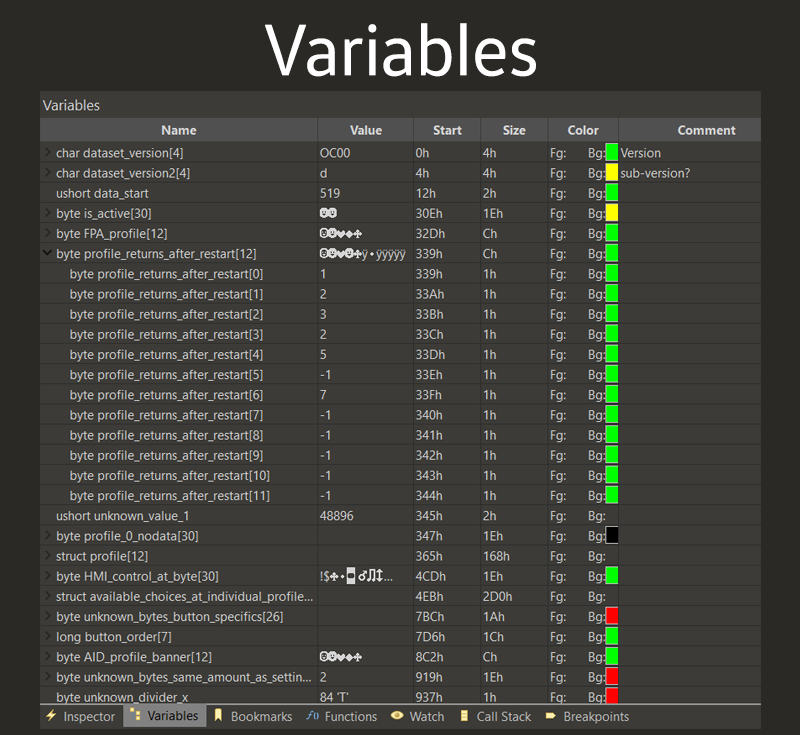 Variables
Variables
Name Value Start Size Color Comment
char dataset_version[4] OC00 0h 4h Fg: Bg: Version
char dataset_version2[4] d 4h 4h Fg: Bg: sub-version?
ushort data_start 519 12h 2h Fg: Bg:
byte is_active[30] ☻☻ 30Eh 1Eh Fg: Bg:
byte FPA_profile[12] ☺☻♥♦♣ 32Dh Ch Fg: Bg:
byte profile_returns_after_restart[12] ☺☻♥☻♣ÿ•ÿÿÿÿÿ 339h Ch Fg: Bg:
byte profile_returns_after_restart[0] 1 339h 1h Fg: Bg:
byte profile_returns_after_restart[1] 2 33Ah 1h Fg: Bg:
byte profile_returns_after_restart[2] 3 33Bh 1h Fg: Bg:
byte profile_returns_after_restart[3] 2 33Ch 1h Fg: Bg:
byte profile_returns_after_restart[4] 5 33Dh 1h Fg: Bg:
byte profile_returns_after_restart[5] -1 33Eh 1h Fg: Bg:
byte profile_returns_after_restart[6] 7 33Fh 1h Fg: Bg:
byte profile_returns_after_restart[7] -1 340h 1h Fg: Bg:
byte profile_returns_after_restart[8] -1 341h 1h Fg: Bg:
byte profile_returns_after_restart[9] -1 342h 1h Fg: Bg:
byte profile_returns_after_restart[10] -1 343h 1h Fg: Bg:
byte profile_returns_after_restart[11] -1 344h 1h Fg: Bg:
ushort unknown_value_1 48896 345h 2h Fg: Bg:
byte profile_0_nodata[30] 347h 1Eh Fg: Bg:
struct profile[12] 365h 168h Fg: Bg:
byte HMI_control_at_byte[30] !$♣•◘♂♫↕... 4CDh 1Eh Fg: Bg:
struct available_choices_at_individual_profile... 4EBh 2D0h Fg: Bg:
byte unknown_bytes_button_specifics[26] 7BCh 1Ah Fg: Bg:
long button_order[7] 7D6h 1Ch Fg: Bg:
byte AID_profile_banner[12] ☺☻♥♦♣ 8C2h Ch Fg: Bg:
byte unknown_bytes_same_amount_as_settin... 2 919h 1Eh Fg: Bg:
byte unknown_divider_x 84 'T' 937h 1h Fg: Bg:
Inspector Variables Bookmarks f() Functions Watch Call Stack Breakpoints